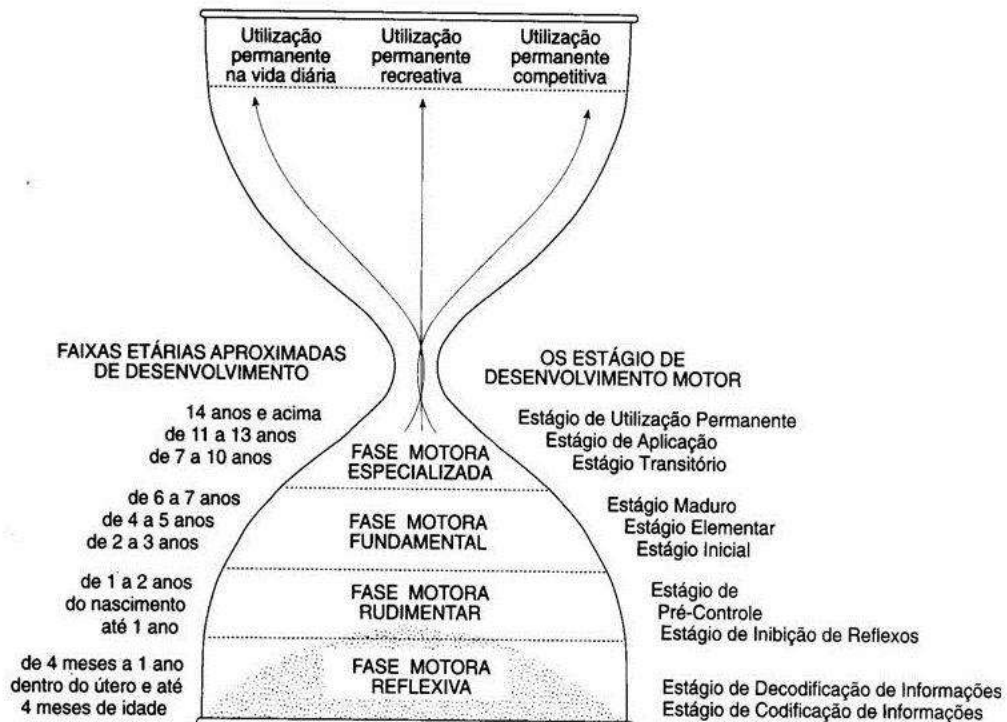 Utilização permanente na vida diária
Utilização permanente recreativa
Utilização permanente competitiva
FAIXAS ETÁRIAS APROXIMADAS
DE DESENVOLVIMENTO
OS ESTÁGIO DE
DESENVOLVIMENTO MOTOR
14 anos e acima
de 11 a 13 anos
de 7 a 10 anos
FASE MOTORA
ESPECIALIZADA
Estágio de Utilização Permanente
Estágio de Aplicação
Estágio Transitório
de 6 a 7 anos
de 4 a 5 anos
de 2 a 3 anos
FASE MOTORA
FUNDAMENTAL
Estágio Maduro
Estágio Elementar
Estágio Inicial
de 1 a 2 anos
do nascimento
até 1 ano
FASE MOTORA
RUDIMENTAR
Estágio de
Pré-Controle
Estágio de Inibição de Reflexos
de 4 meses a 1 ano
dentro do útero e até
4 meses de idade
FASE MOTORA
REFLEXIVA
Estágio de Decodificação de Informações
Estágio de Codificação de Informações